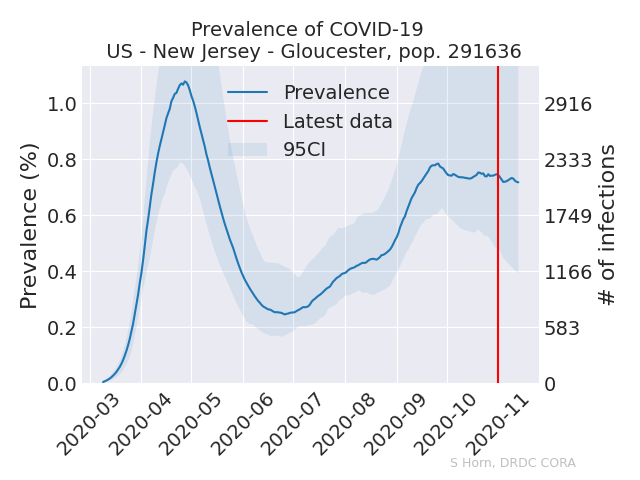 Prevalence of COVID-19
US - New Jersey - Gloucester, pop. 291636
Prevalence
Latest data
95CI
Prevalence (%)
1.0
0.8
0.6
0.4
0.2
0.0
2916
2333
1749
1166
583
0
# of infections
2020-03
2020-04
2020-05
2020-06
2020-07
2020-08
2020-09
2020-10
2020-11
S Horn, DRDC CORA